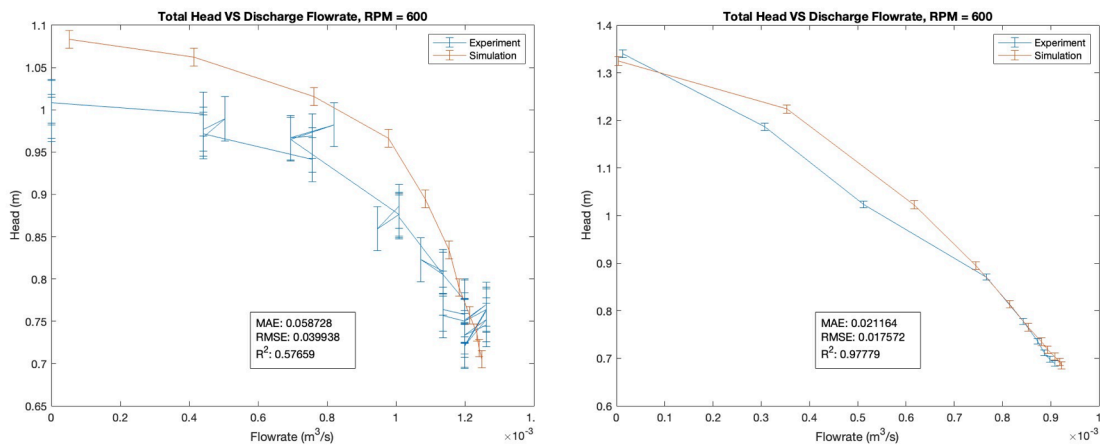 Total Head VS Discharge Flowrate, RPM = 600
1.1
1.05
1
0.95
0.9
0.85
0.8
0.75
0.7
0.65
Head (m)
Experiment
Simulation
MAE: 0.058728
RMSE: 0.039938
R²: 0.57659
0 0.2 0.4 0.6 0.8 1 1.2 1.
×10⁻³
Flowrate (m³/s)
Total Head VS Discharge Flowrate, RPM = 600
1.4
1.3
1.2
1.1
1
0.9
0.8
0.7
0.6
Head (m)
Experiment
Simulation
MAE: 0.021164
RMSE: 0.017572
R²: 0.97779
0 0.1 0.2 0.3 0.4 0.5 0.6 0.7 0.8 0.9 1
×10⁻³
Flowrate (m³/s)